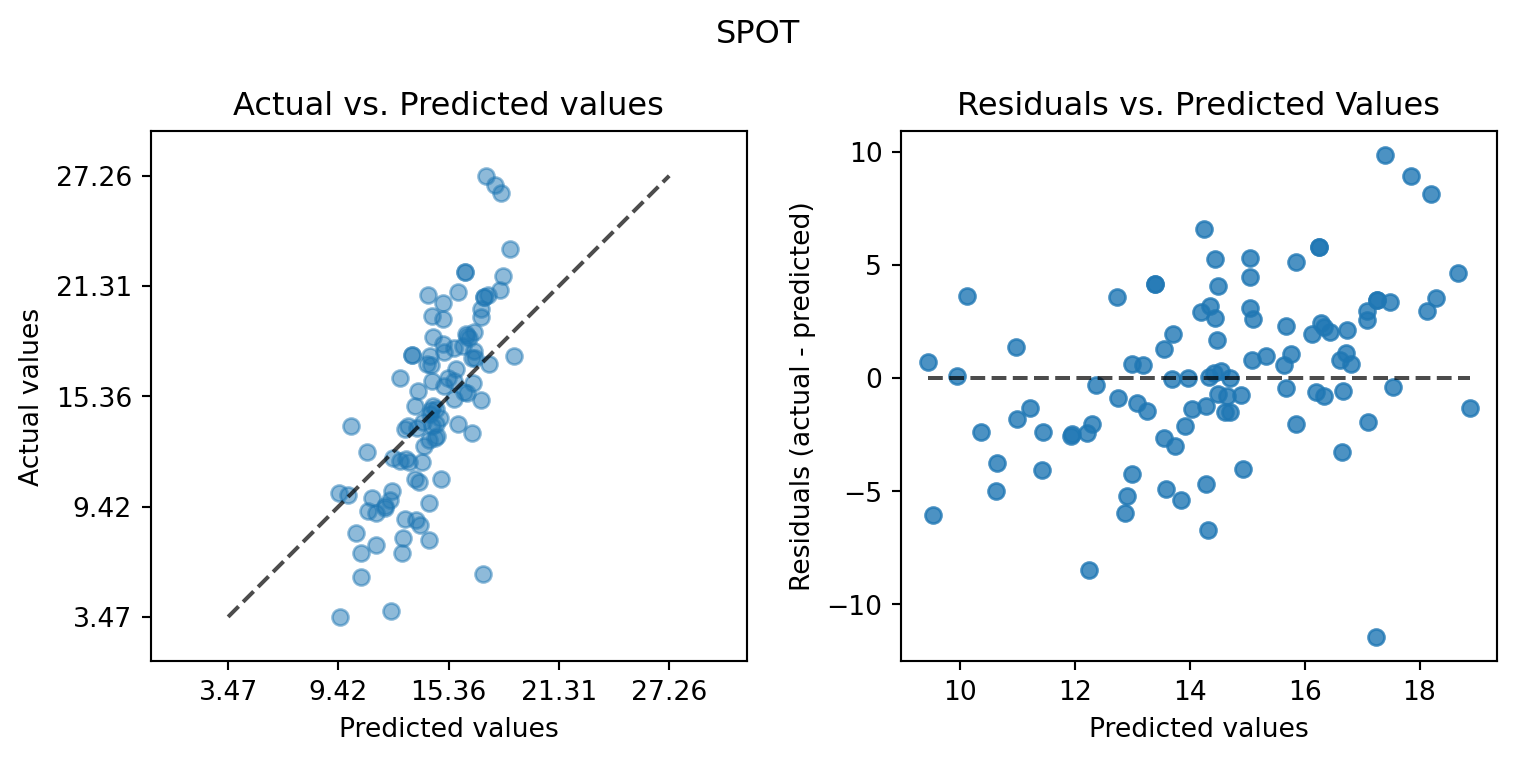 SPOT
Actual vs. Predicted values
27.26
21.31
15.36
9.42
3.47
Actual values
3.47 9.42 15.36 21.31 27.26
Predicted values
Residuals vs. Predicted Values
10
5
0
−5
−10
Residuals (actual - predicted)
10 12 14 16 18
Predicted values